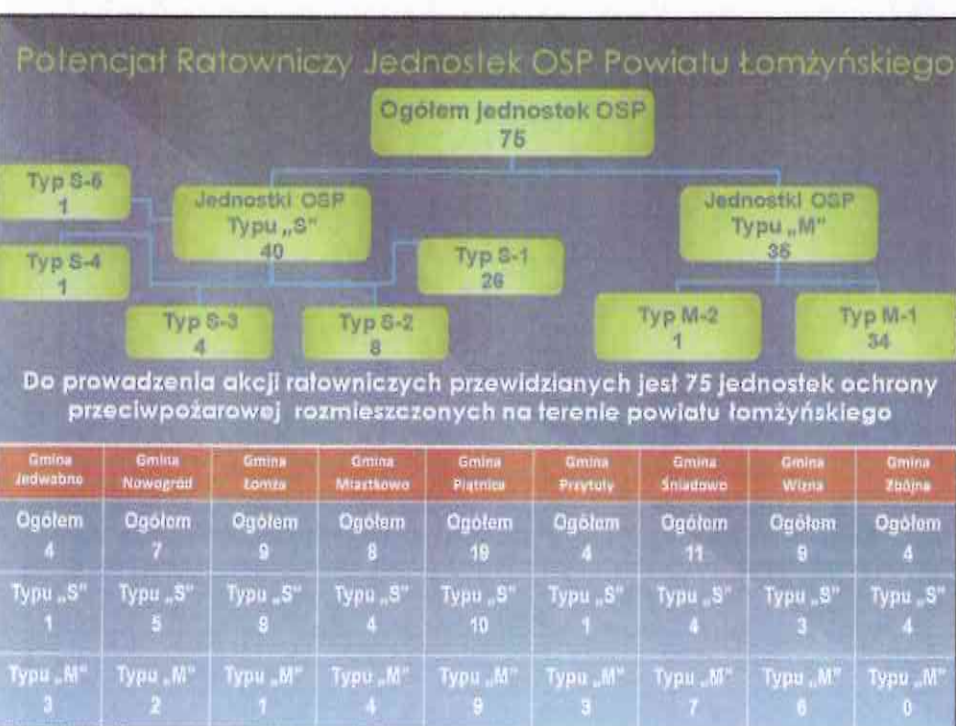 Potencjał Ratowniczy Jednostek OSP Powiatu Łomżyńskiego
Ogółem jednostek OSP
75
Typ S-5
1
Jednostki OSP
Typu „S”
40
Jednostki OSP
Typu „M”
35
Typ S-4
1
Typ S-1
26
Typ S-3
4
Typ S-2
8
Typ M-2
1
Typ M-1
34
Do prowadzenia akcji ratowniczych przewidzianych jest 75 jednostek ochrony
przeciwpożarowej rozmieszczonych na terenie powiatu łomżyńskiego
Gmina Gmina Gmina Gmina Gmina Gmina Gmina Gmina Gmina
Jedwabne Nowogród Łomża Miastkowo Piątnica Przytuły Śniadowo Wizna Zbójna
Ogółem Ogółem Ogółem Ogółem Ogółem Ogółem Ogółem Ogółem Ogółem
4 7 9 8 19 4 11 9 4
Typu „S” Typu „S” Typu „S” Typu „S” Typu „S” Typu „S” Typu „S” Typu „S” Typu „S”
1 5 8 4 10 1 4 3 4
Typu „M” Typu „M” Typu „M” Typu „M” Typu „M” Typu „M” Typu „M” Typu „M” Typu „M”
3 2 1 4 9 3 7 6 0